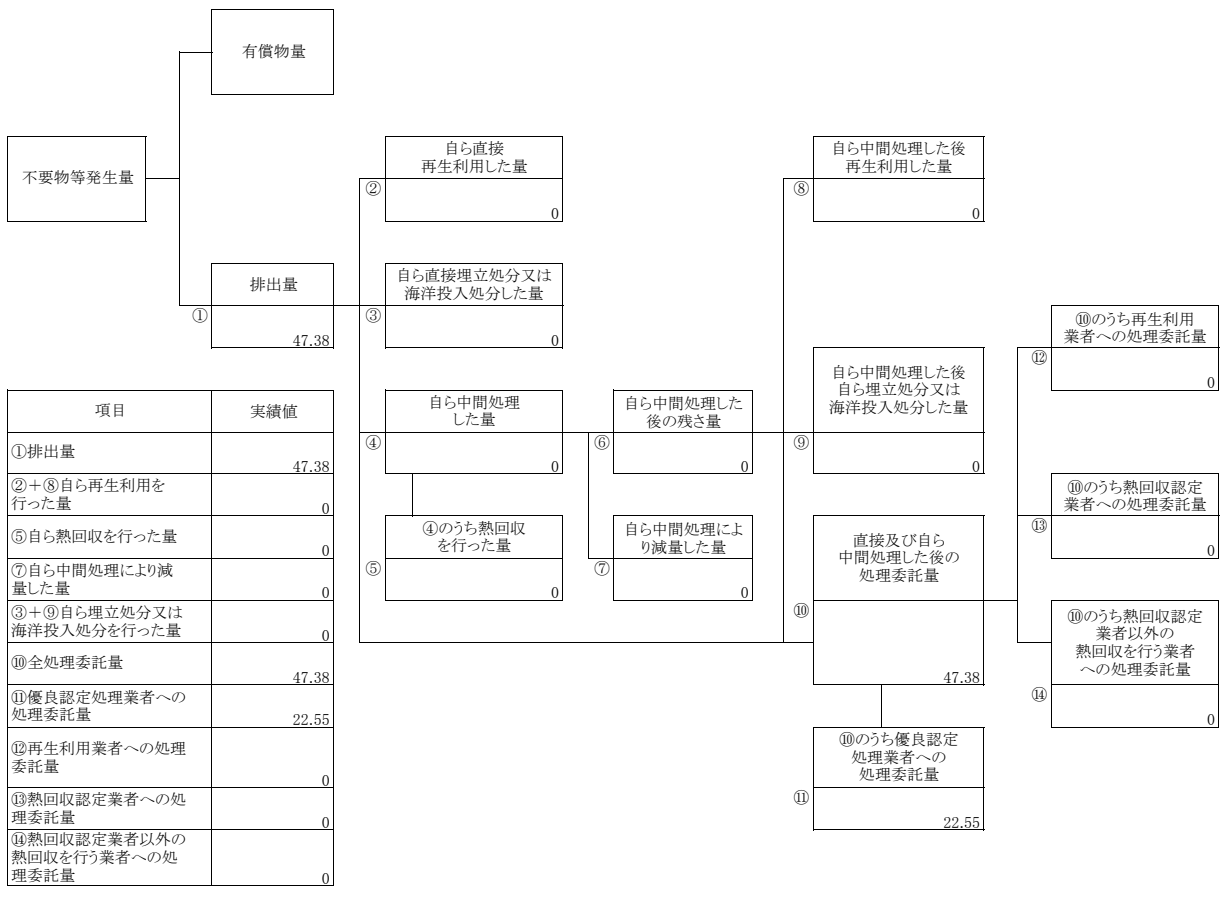 有償物量
不要物等発生量
自ら直接
再生利用した量
②
0
自ら中間処理した後
再生利用した量
⑧
0
排出量
①
47.38
自ら直接埋立処分又は
海洋投入処分した量
③
0
自ら中間処理
した量
④
0
自ら中間処理した
後の残さ量
⑥
0
自ら中間処理した後
自ら埋立処分又は
海洋投入処分した量
⑨
0
⑩のうち再生利用
業者への処理委託量
⑫
0
④のうち熱回収
を行った量
⑤
0
自ら中間処理によ
り減量した量
⑦
0
直接及び自ら
中間処理した後の
処理委託量
⑩
47.38
⑩のうち熱回収認定
業者への処理委託量
⑬
0
⑩のうち熱回収認定
業者以外の
熱回収を行う業者
への処理委託量
⑭
0
⑩のうち優良認定
処理業者への
処理委託量
⑪
22.55
項目 実績値
①排出量
47.38
②＋⑧自ら再生利用を
行った量
0
⑤自ら熱回収を行った量
0
⑦自ら中間処理により減
量した量
0
③＋⑨自ら埋立処分又は
海洋投入処分を行った量
0
⑩全処理委託量
47.38
⑪優良認定処理業者への
処理委託量
22.55
⑫再生利用業者への処理
委託量
0
⑬熱回収認定業者への処
理委託量
0
⑭熱回収認定業者以外の
熱回収を行う業者への処
理委託量
0